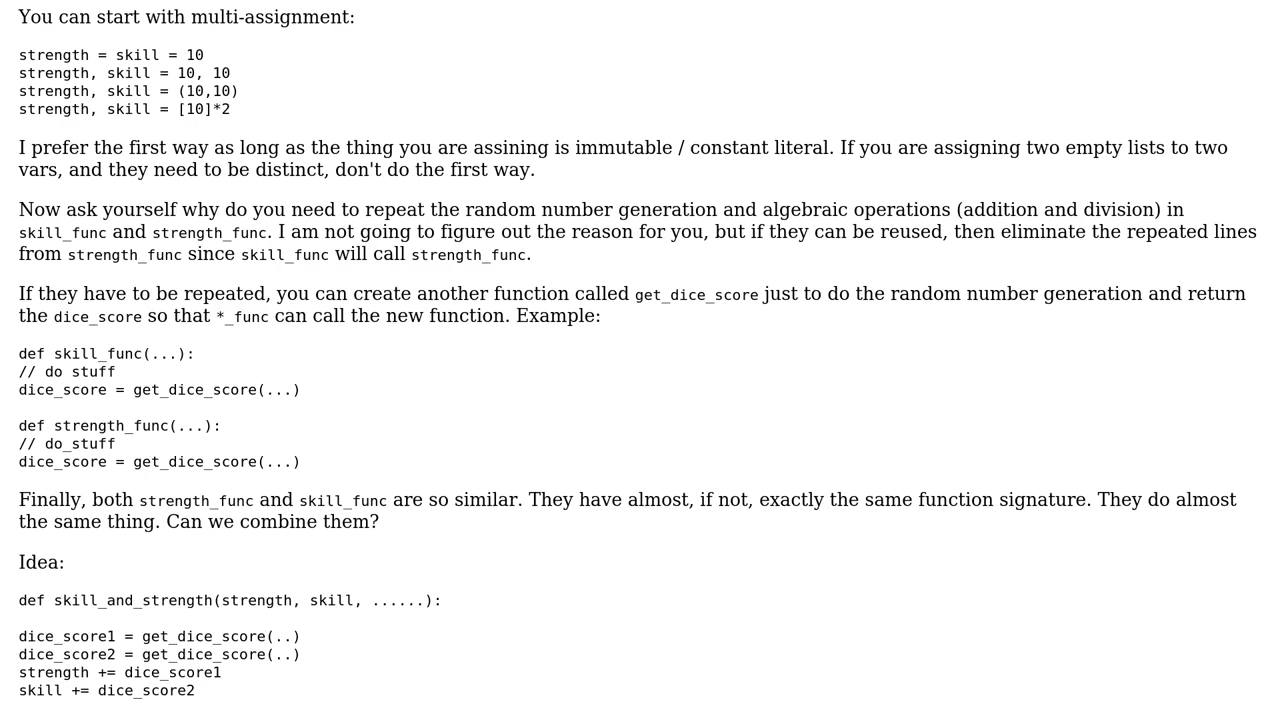 You can start with multi-assignment:
strength = skill = 10
strength, skill = 10, 10
strength, skill = (10,10)
strength, skill = [10]*2
I prefer the first way as long as the thing you are assining is immutable / constant literal. If you are assigning two empty lists to two
vars, and they need to be distinct, don't do the first way.
Now ask yourself why do you need to repeat the random number generation and algebraic operations (addition and division) in
skill_func and strength_func. I am not going to figure out the reason for you, but if they can be reused, then eliminate the repeated lines
from strength_func since skill_func will call strength_func.
If they have to be repeated, you can create another function called get_dice_score just to do the random number generation and return
the dice_score so that *_func can call the new function. Example:
def skill_func(...):
// do stuff
dice_score = get_dice_score(...)
def strength_func(...):
// do_stuff
dice_score = get_dice_score(...)
Finally, both strength_func and skill_func are so similar. They have almost, if not, exactly the same function signature. They do almost
the same thing. Can we combine them?
Idea:
def skill_and_strength(strength, skill, ......):
dice_score1 = get_dice_score(..)
dice_score2 = get_dice_score(..)
strength += dice_score1
skill += dice_score2